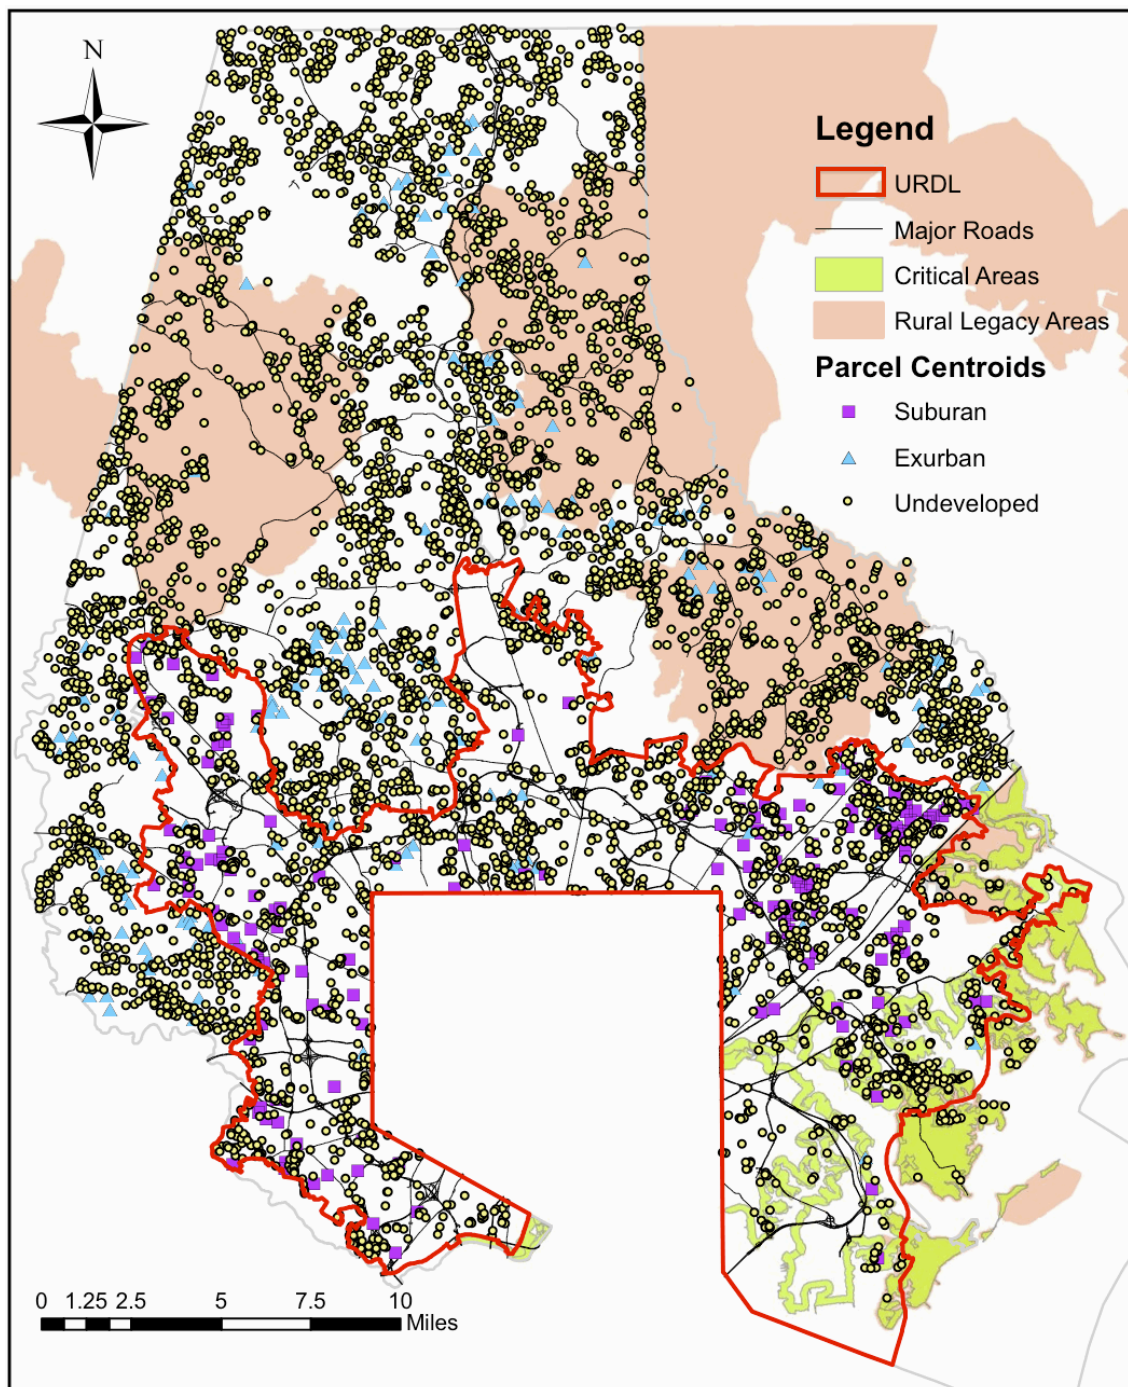 N
Legend
URDL
Major Roads
Critical Areas
Rural Legacy Areas
Parcel Centroids
Suburan
Exurban
Undeveloped
0 1.25 2.5 5 7.5 10
Miles